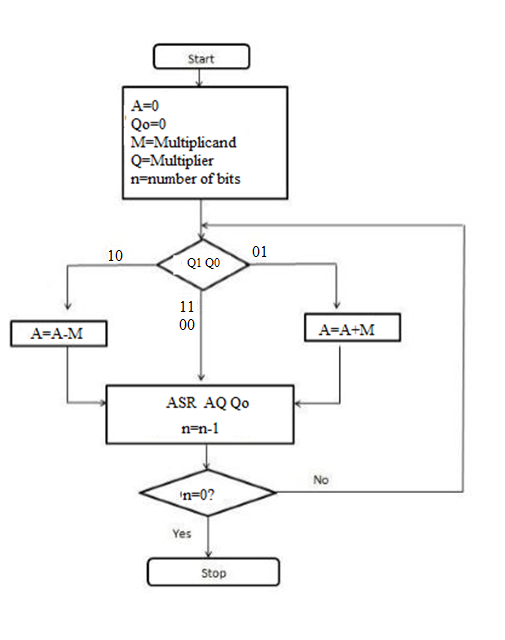 Start
A=0
Qo=0
M=Multiplicand
Q=Multiplier
n=number of bits
10
Q1 Q0
01
11
00
A=A-M
A=A+M
ASR AQ Qo
n=n-1
n=0?
No
Yes
Stop